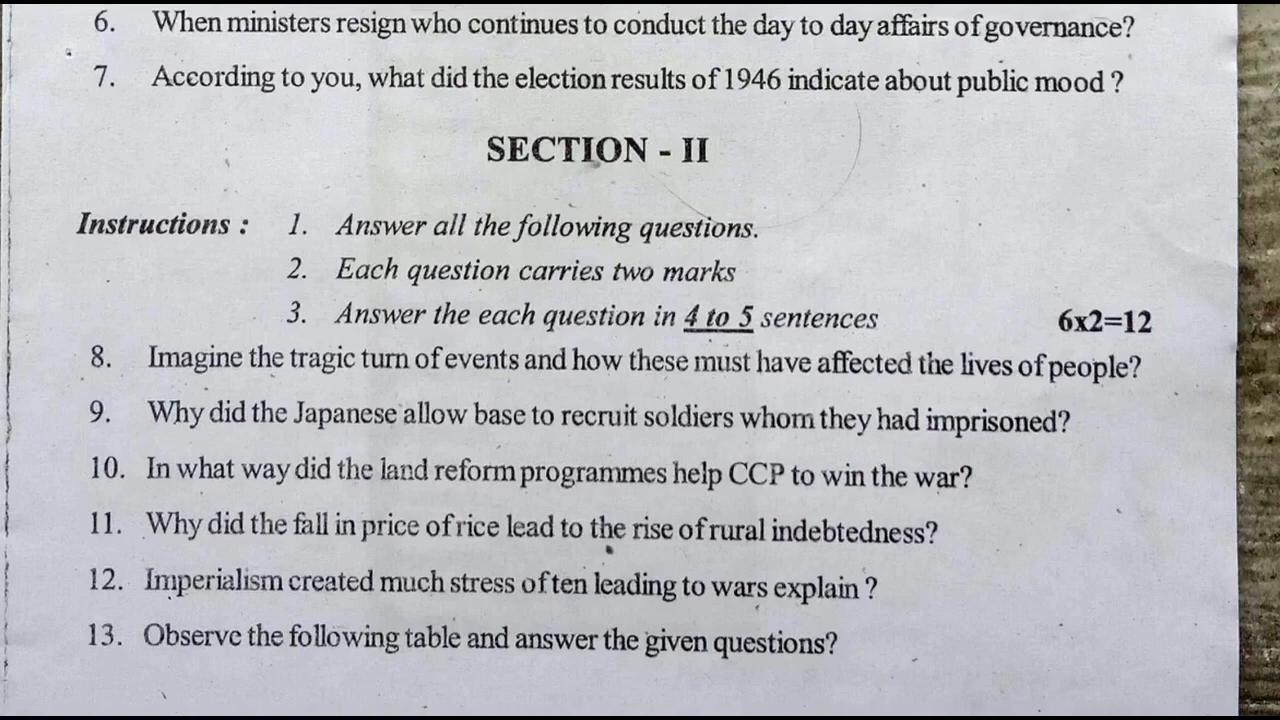 6. When ministers resign who continues to conduct the day to day affairs of governance?
7. According to you, what did the election results of 1946 indicate about public mood ?
SECTION - II
Instructions : 1. Answer all the following questions.
2. Each question carries two marks
3. Answer the each question in 4 to 5 sentences 6x2=12
8. Imagine the tragic turn of events and how these must have affected the lives of people?
9. Why did the Japanese allow base to recruit soldiers whom they had imprisoned?
10. In what way did the land reform programmes help CCP to win the war?
11. Why did the fall in price of rice lead to the rise of rural indebtedness?
12. Imperialism created much stress often leading to wars explain ?
13. Observe the following table and answer the given questions?